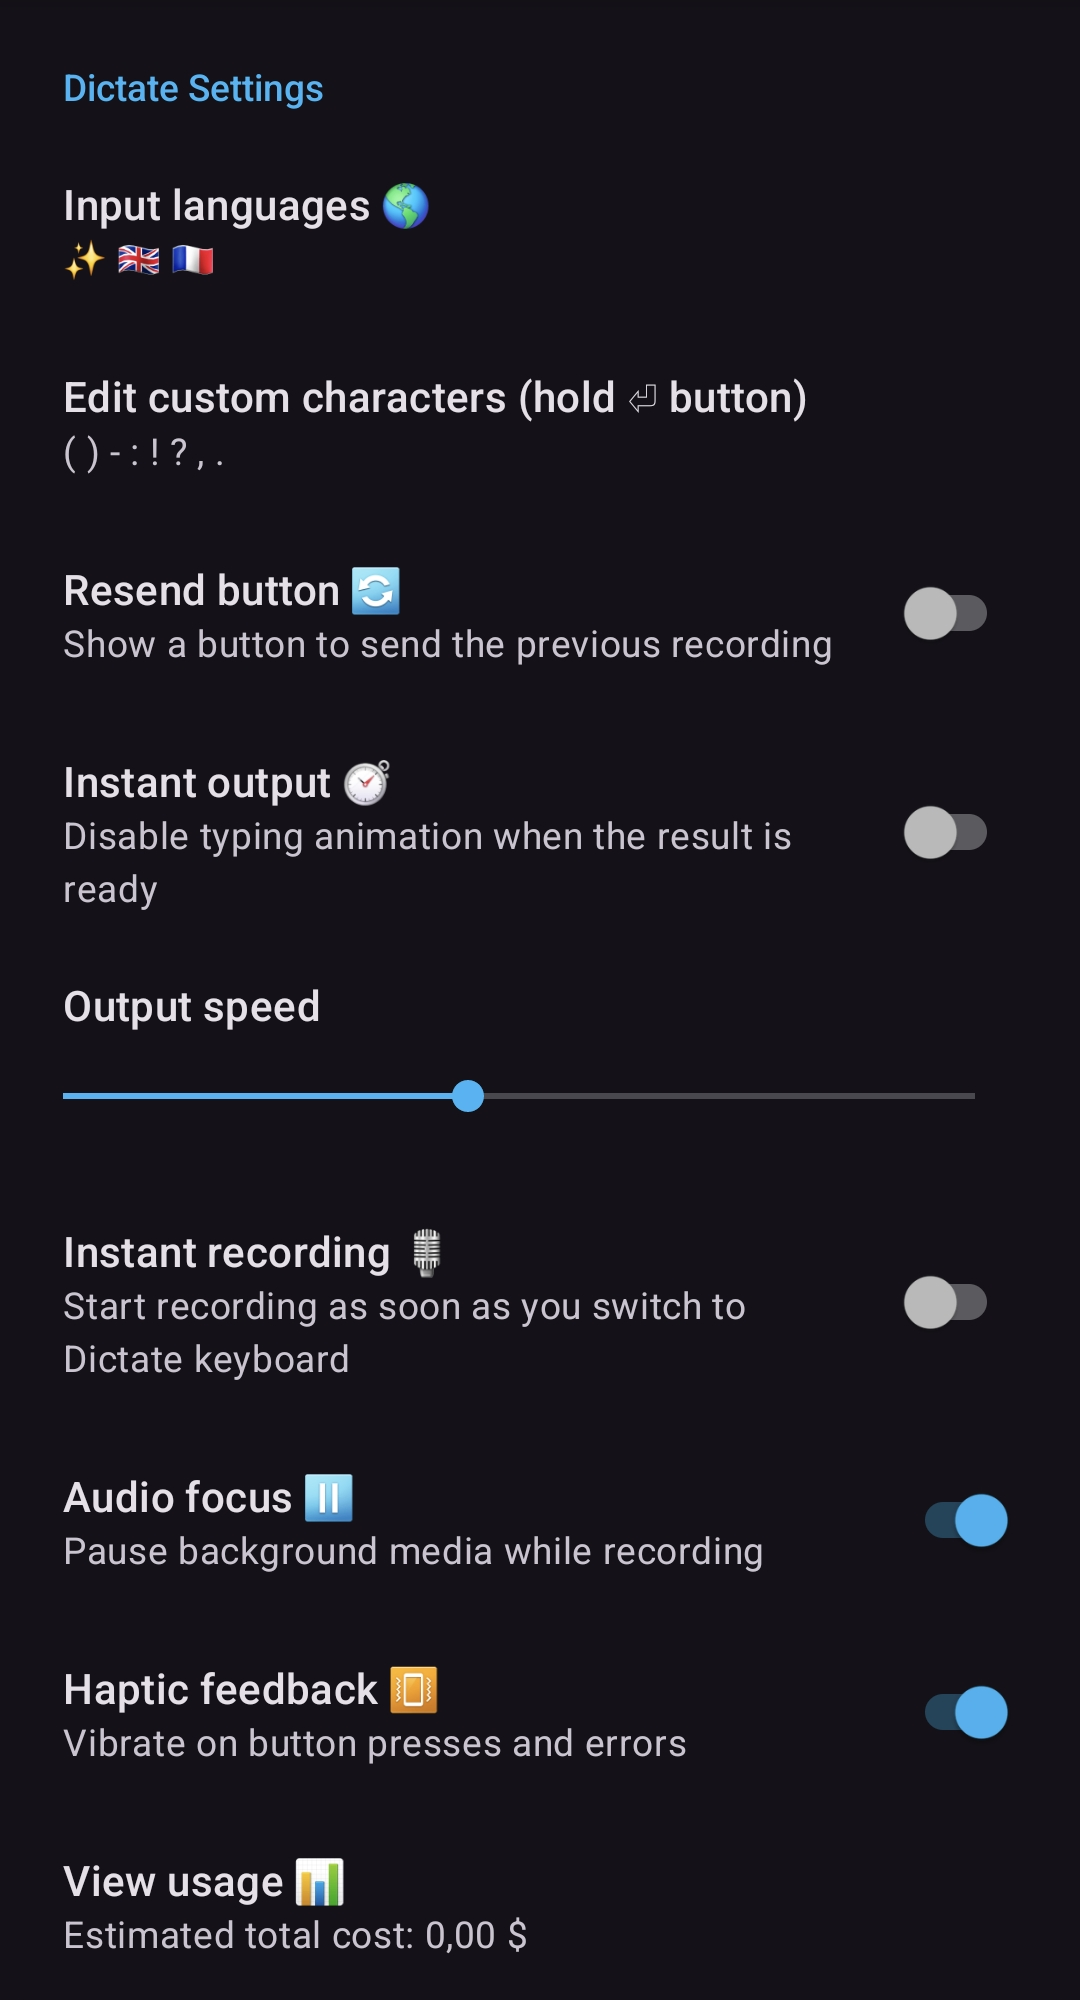 Dictate Settings
Input languages 🌎
✨ 🇬🇧 🇫🇷
Edit custom characters (hold ⏎ button)
( ) - : ! ? , .
Resend button 🔄
Show a button to send the previous recording
Instant output ⏱️
Disable typing animation when the result is
ready
Output speed
Instant recording 🎙️
Start recording as soon as you switch to
Dictate keyboard
Audio focus ⏸️
Pause background media while recording
Haptic feedback 📳
Vibrate on button presses and errors
View usage 📊
Estimated total cost: 0,00 $